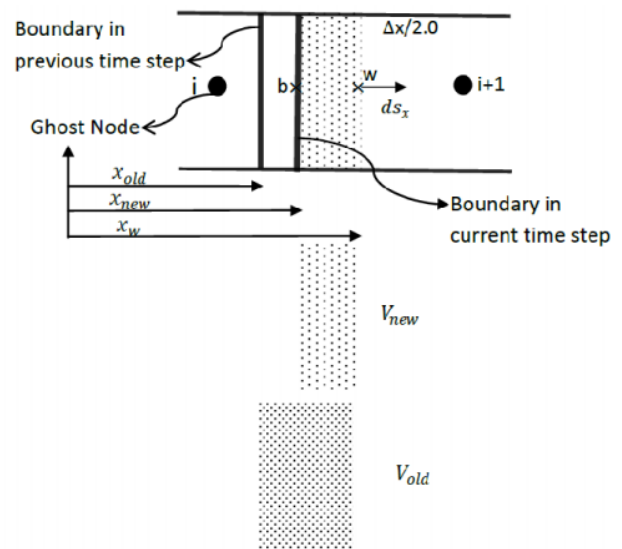 Boundary in
previous time step
Δx/2.0
i
b
w
i+1
ds_x
Ghost Node
x_old
x_new
x_w
Boundary in
current time step
V_new
V_old